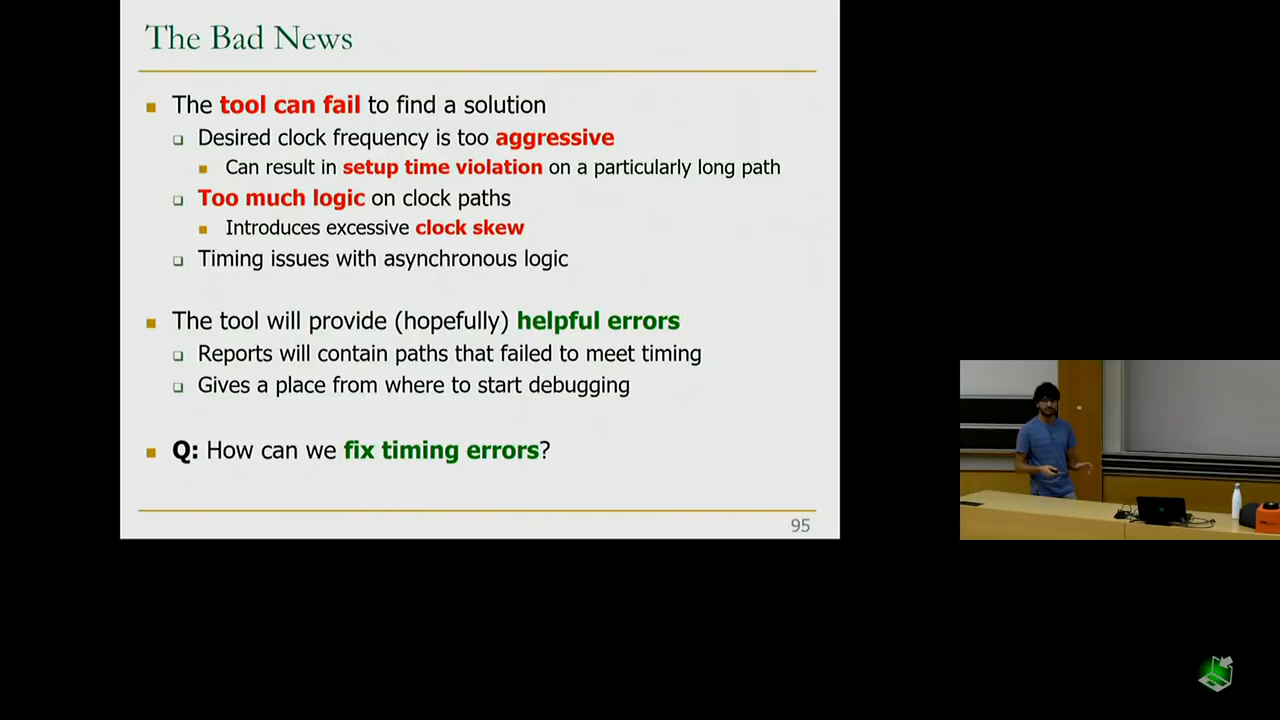 The Bad News
The tool can fail to find a solution
Desired clock frequency is too aggressive
Can result in setup time violation on a particularly long path
Too much logic on clock paths
Introduces excessive clock skew
Timing issues with asynchronous logic
The tool will provide (hopefully) helpful errors
Reports will contain paths that failed to meet timing
Gives a place from where to start debugging
Q: How can we fix timing errors?
95